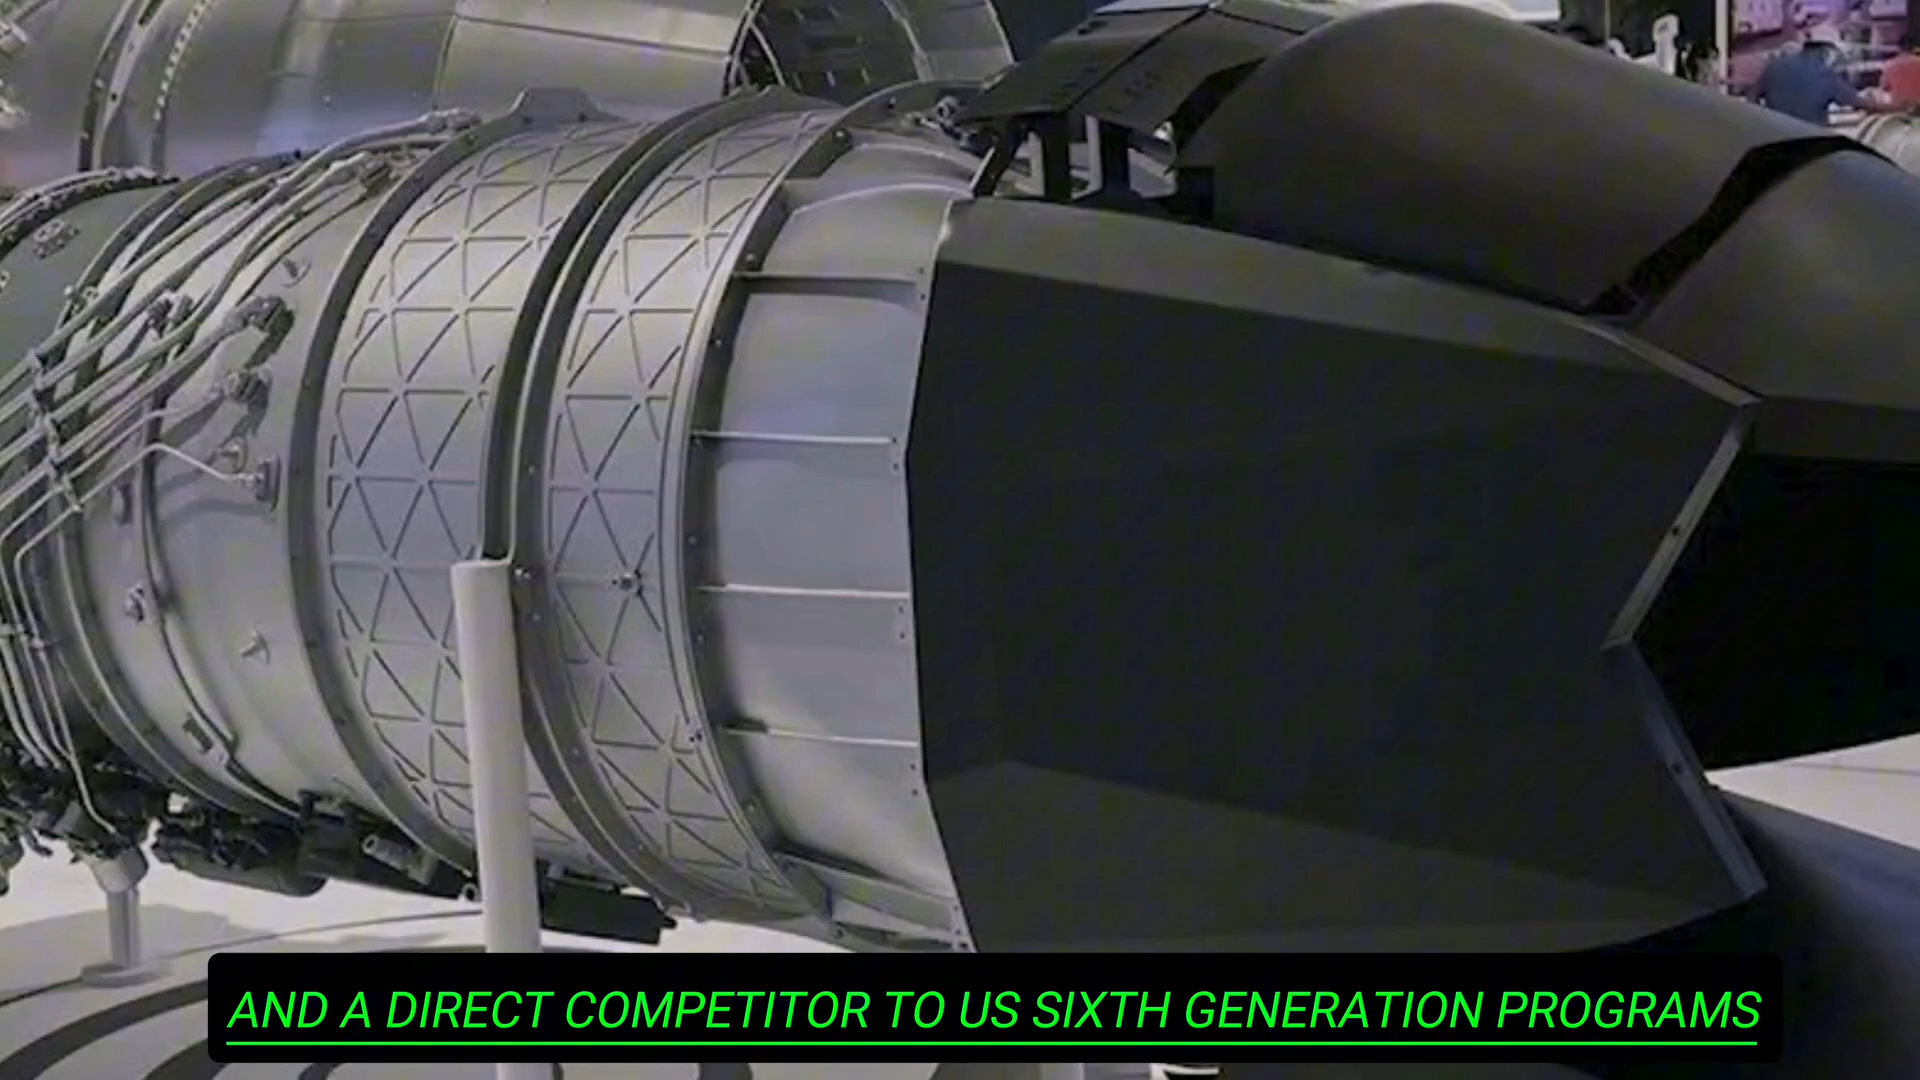 AND A DIRECT COMPETITOR TO US SIXTH GENERATION PROGRAMS